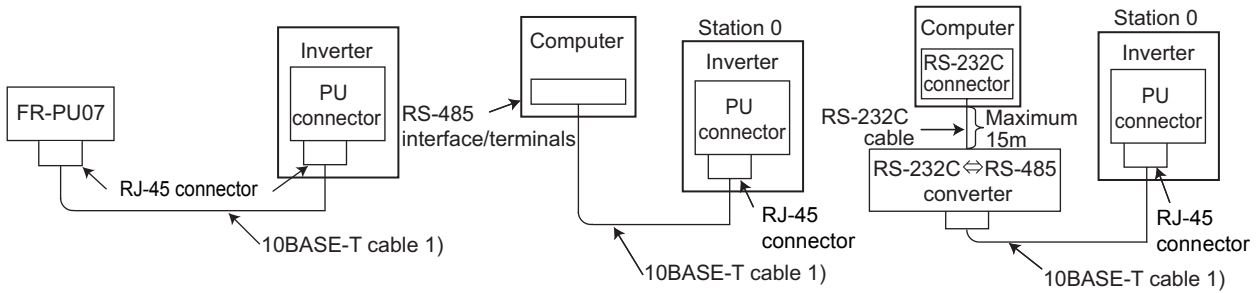 Inverter
PU
connector
FR-PU07
RJ-45 connector
10BASE-T cable 1)
Computer
RS-485
interface/terminals
Station 0
Inverter
PU
connector
RJ-45
connector
10BASE-T cable 1)
Computer
RS-232C
connector
RS-232C
cable
Maximum
15m
RS-232C⇔RS-485
converter
Station 0
Inverter
PU
connector
RJ-45
connector
10BASE-T cable 1)